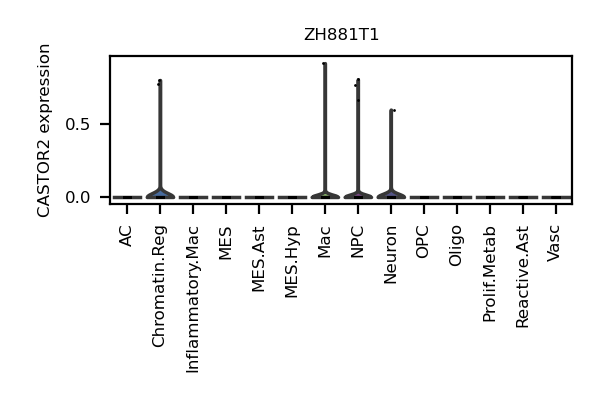 ZH881T1
CASTOR2 expression
0.5
0.0
AC
Chromatin.Reg
Inflammatory.Mac
MES
MES.Ast
MES.Hyp
Mac
NPC
Neuron
OPC
Oligo
Prolif.Metab
Reactive.Ast
Vasc